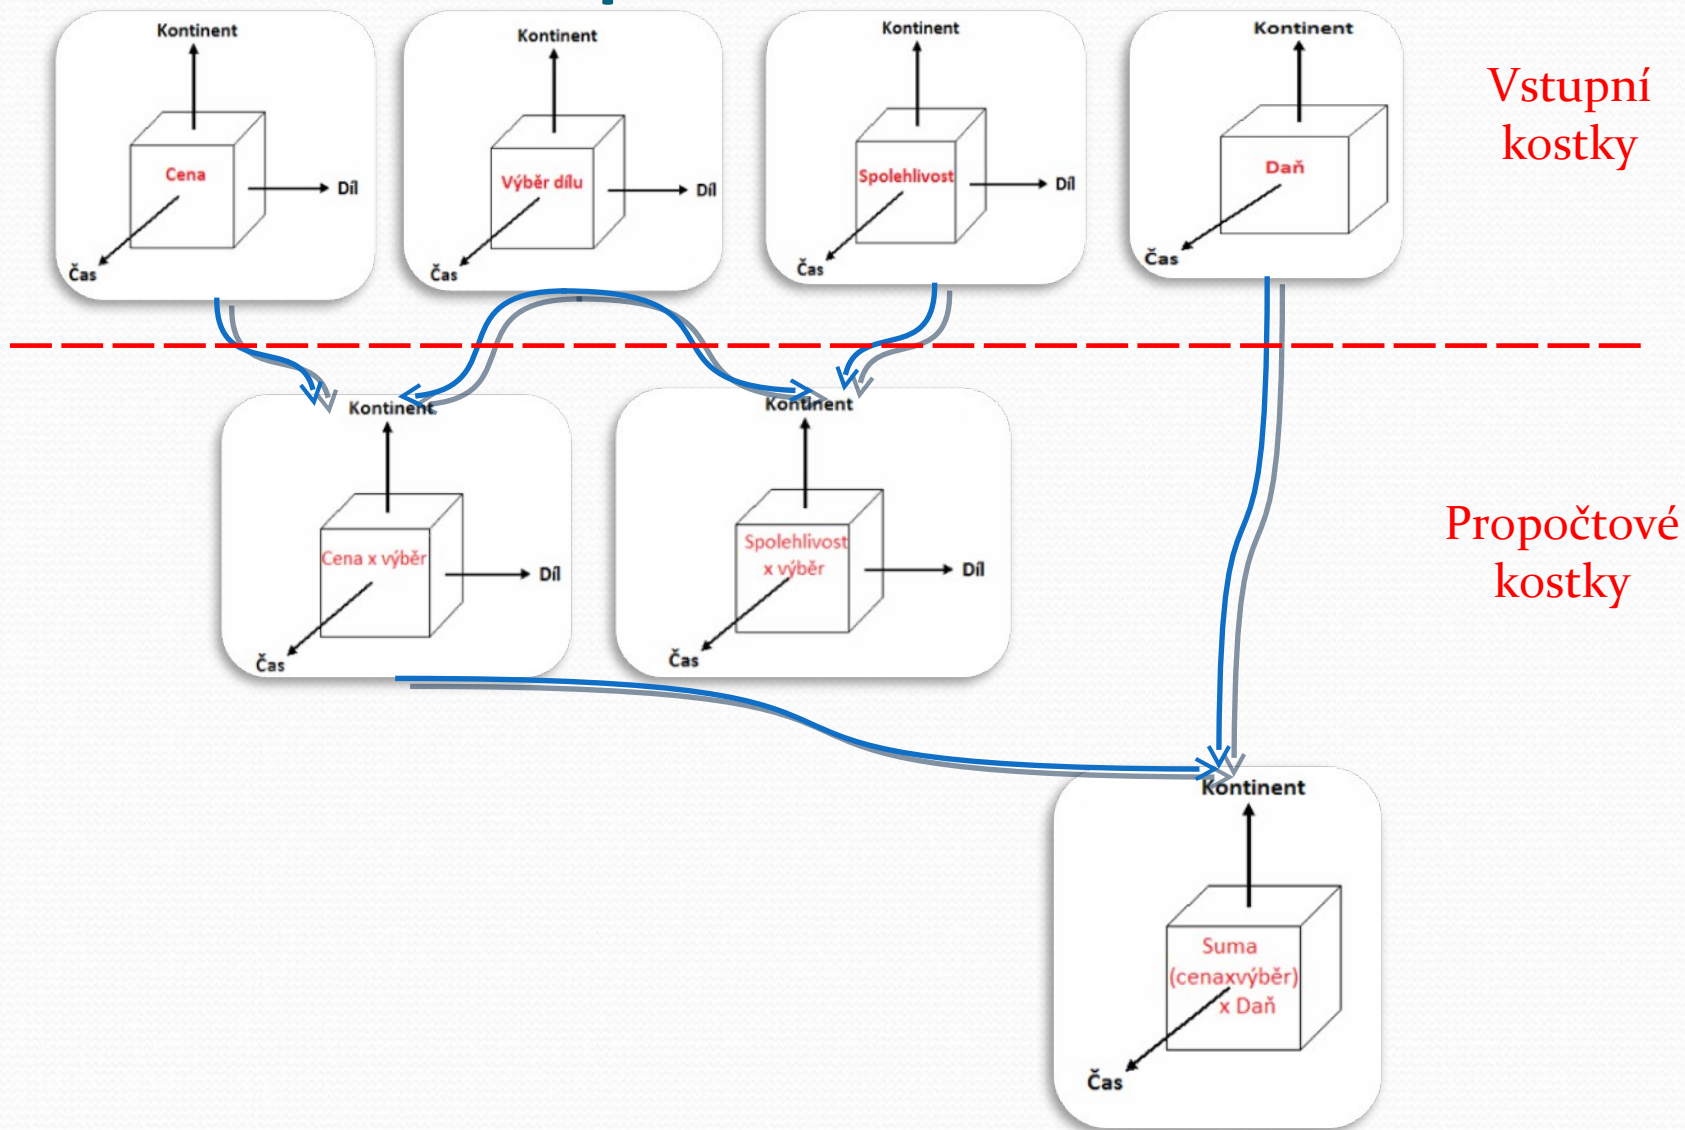 Kontinent
Cena
Díl
Čas
Kontinent
Výběr dílu
Díl
Čas
Kontinent
Spolehlivost
Díl
Čas
Kontinent
Daň
Čas
Vstupní
kostky
Kontinent
Cena x výběr
Díl
Čas
Kontinent
Spolehlivost
x výběr
Díl
Čas
Propočtové
kostky
Kontinent
Suma
(cenaxvýběr)
x Daň
Čas